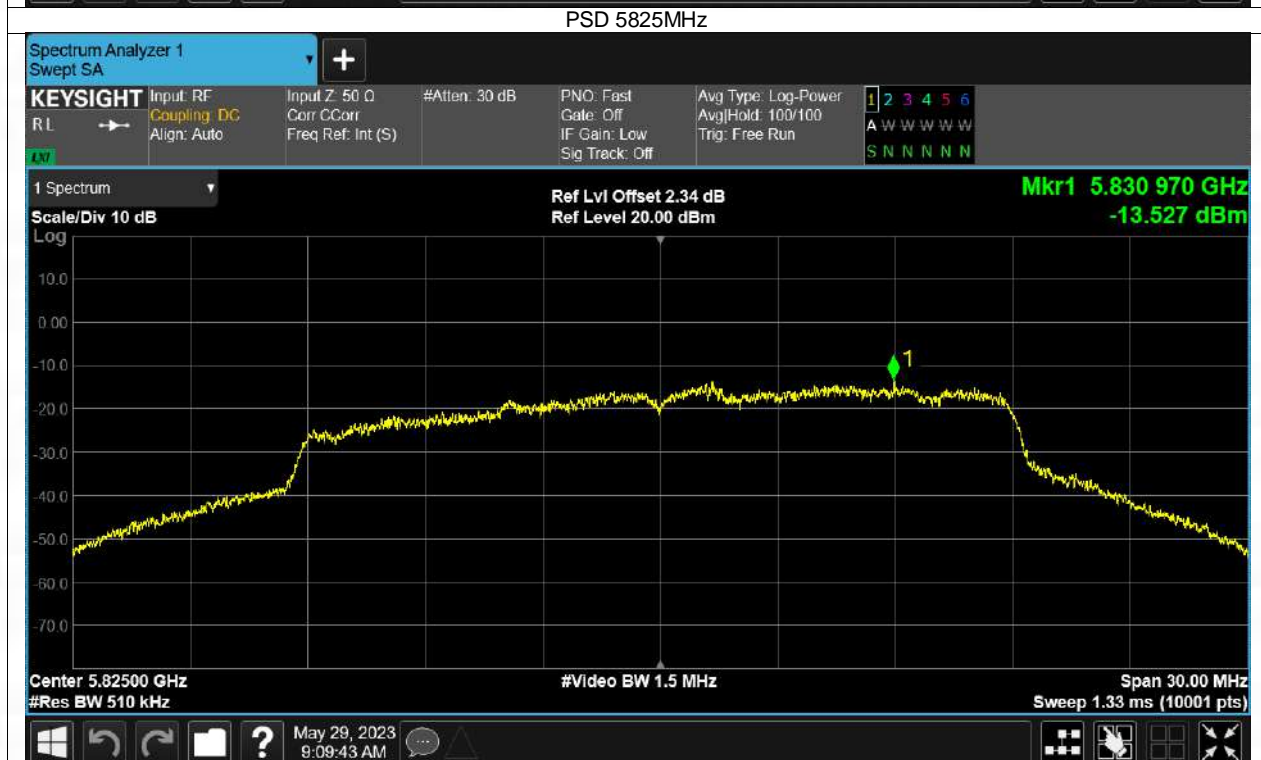 PSD 5825MHz
Spectrum Analyzer 1
Swept SA
+
KEYSIGHT
RL
LXI
Input: RF
Coupling: DC
Align: Auto
Input Z: 50 Ω
Corr CCorr
Freq Ref: Int (S)
#Atten: 30 dB
PNO: Fast
Gate: Off
IF Gain: Low
Sig Track: Off
Avg Type: Log-Power
Avg|Hold: 100/100
Trig: Free Run
1 2 3 4 5 6
A W W W W W
S N N N N N
1 Spectrum
Scale/Div 10 dB
Log
Ref Lvl Offset 2.34 dB
Ref Level 20.00 dBm
Mkr1 5.830 970 GHz
-13.527 dBm
10.0
0.00
-10.0
1
-20.0
-30.0
-40.0
-50.0
-60.0
-70.0
Center 5.82500 GHz
#Res BW 510 kHz
#Video BW 1.5 MHz
Span 30.00 MHz
Sweep 1.33 ms (10001 pts)
?
May 29, 2023
9:09:43 AM